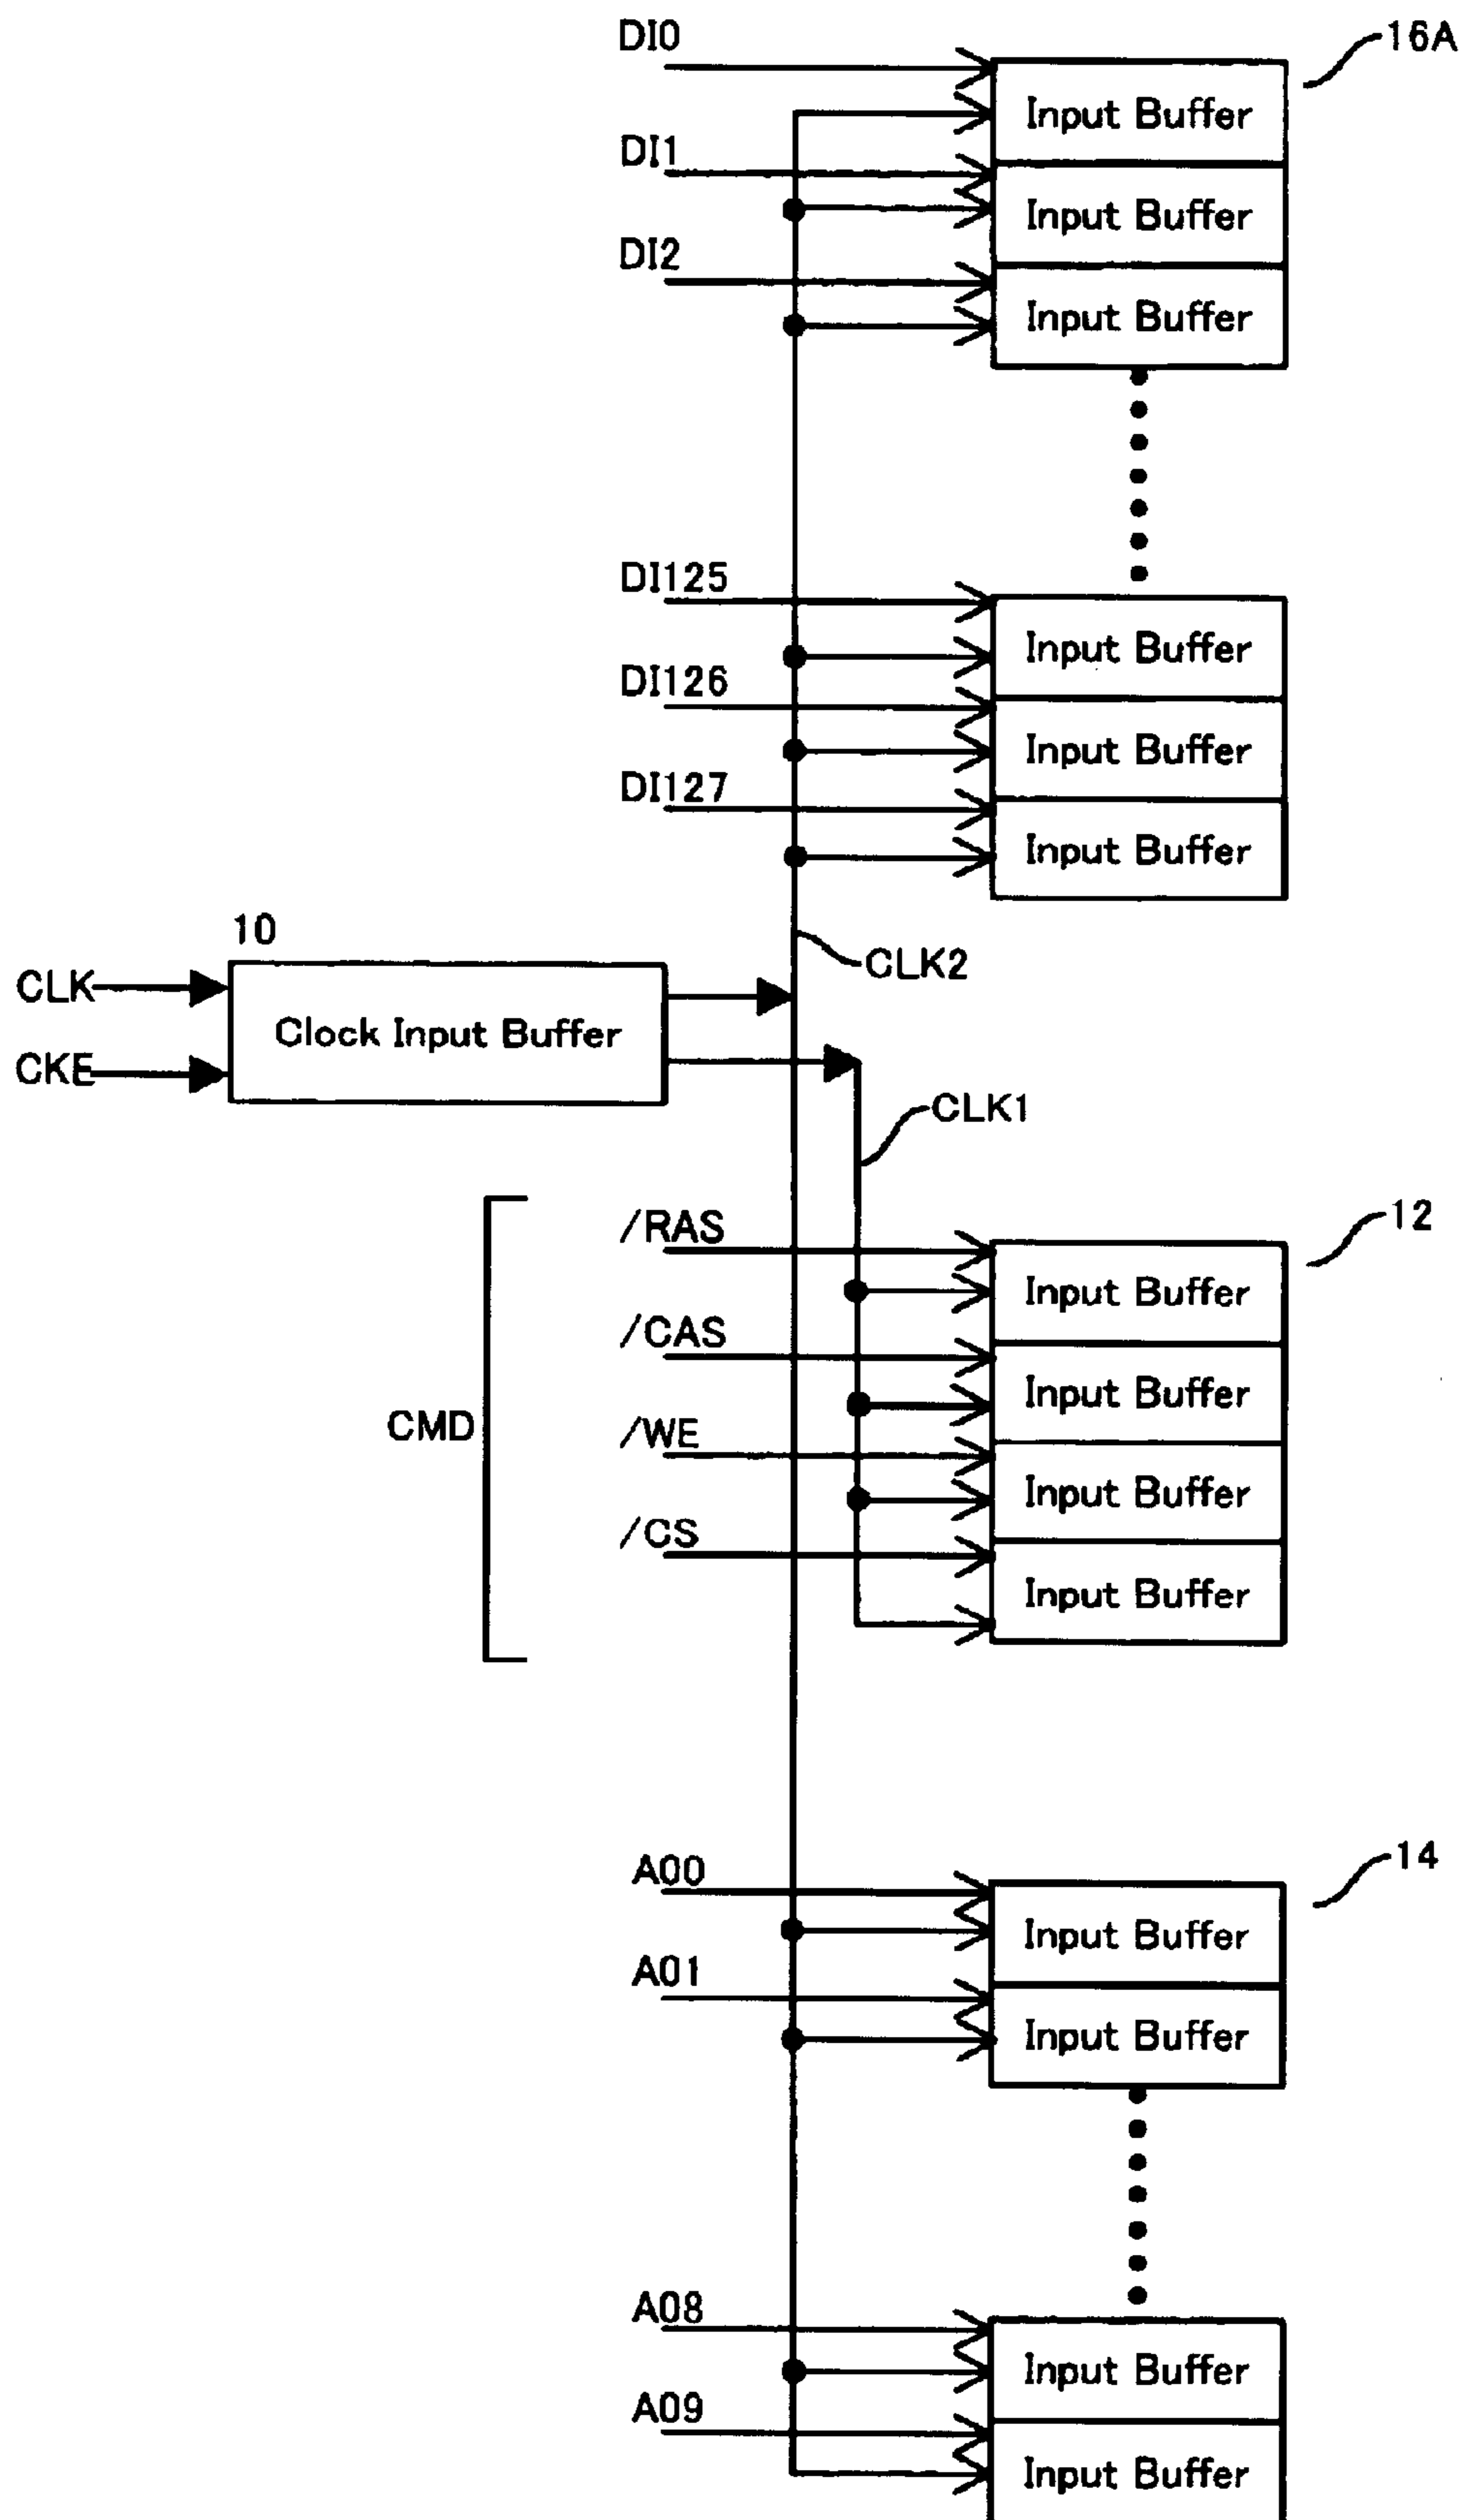 DI0
16A
Input Buffer
DI1
Input Buffer
DI2
Input Buffer
DI125
Input Buffer
DI126
Input Buffer
DI127
Input Buffer
10
CLK2
CLK
Clock Input Buffer
CKE
CLK1
/RAS
12
Input Buffer
/CAS
Input Buffer
CMD
/WE
Input Buffer
/CS
Input Buffer
A00
14
Input Buffer
A01
Input Buffer
A08
Input Buffer
A09
Input Buffer